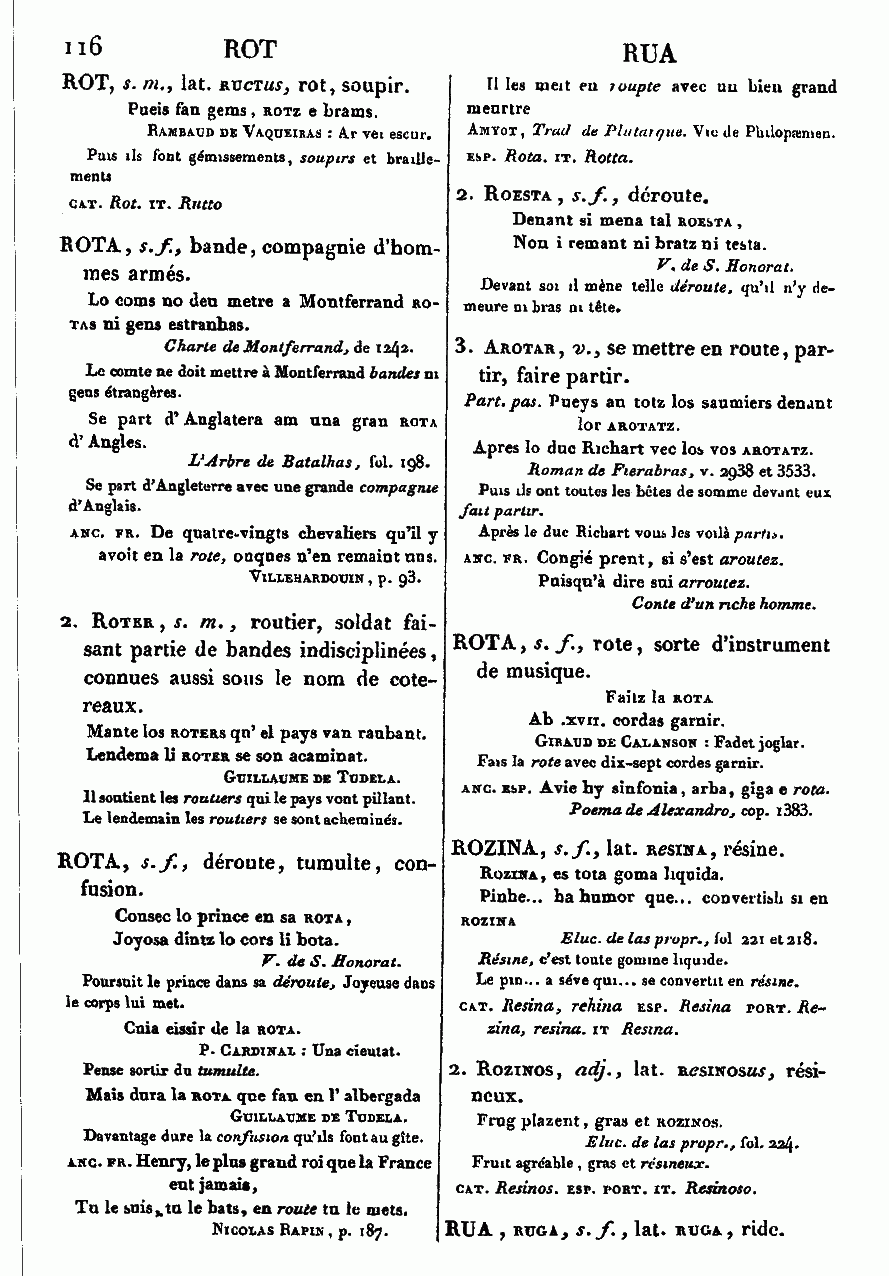 116 ROT RUA
ROT, s. m., lat. RUCTUS, rot, soupir.
Pueis fan gems, ROTZ e brams.
RAMBAUD DE VAQUEIRAS : Ar vei escur.
Puis ils font gémissements, soupirs et braille-
ments
CAT. Rot. IT. Rutto
ROTA, s. f., bande, compagnie d'hom-
mes armés.
Lo coms no deu metre a Montferrand RO-
TAS ni gens estranhas.
Charte de Montferrand, de 1242.
Le comte ne doit mettre à Montferrand bandes ni
gens étrangères.
Se part d'Anglatera am una gran ROTA
d'Angles.
L'Arbre de Batalhas, fol. 198.
Se part d'Angleterre avec une grande compagnie
d'Anglais.
ANC. FR. De quatre-vingts chevaliers qu'il y
avoit en la rote, onques n'en remaint uns.
VILLEHARDOUIN, p. 93.
2. ROTER, s. m., routier, soldat fai-
sant partie de bandes indisciplinées,
connues aussi sous le nom de cote-
reaux.
Mante los ROTERS qu'el pays van raubant.
Lendema li ROTER se son acaminat.
GUILLAUME DE TUDELA.
Il soutient les routiers qui le pays vont pillant.
Le lendemain les routiers se sont acheminés.
ROTA, s. f., déroute, tumulte, con-
fusion.
Consec lo prince en sa ROTA,
Joyosa dintz lo cors li bota.
V. de S. Honorat.
Poursuit le prince dans sa déroute, Joyeuse dans
le corps lui met.
Cuia eissir de la ROTA.
P. CARDINAL : Una cieutat.
Pense sortir du tumulte.
Mais dura la ROTA que fan en l'albergada
GUILLAUME DE TUDELA.
Davantage dure la confusion qu'ils font au gîte.
ANC. FR. Henry, le plus grand roi que la France
eut jamais,
Tu le suis, tu le bats, en route tu le mets.
NICOLAS RAPIN, p. 187.
Il les meit en roupte avec un bien grand
meurtre
AMYOT, Trad de Plutarque. Vie de Philopœmen.
ESP. Rota. IT. Rotta.
2. ROESTA, s. f., déroute.
Denant si mena tal ROESTA,
Non i remant ni bratz ni testa.
V. de S. Honorat.
Devant soi il mène telle déroute, qu'il n'y de-
meure ni bras ni tête.
3. AROTAR, v., se mettre en route, par-
tir, faire partir.
Part. pas. Pueys an totz los saumiers denant
lor AROTATZ.
Apres lo duc Richart vec los vos AROTATZ.
Roman de Fierabras, v. 2938 et 3533.
Puis ils ont toutes les bêtes de somme devant eux
fait partir.
Après le duc Richart vous les voilà partis.
ANC. FR. Congié prent, si s'est aroutez.
Puisqu'à dire sui arroutez.
Conte d'un riche homme.
ROTA, s. f., rote, sorte d'instrument
de musique.
Faitz la ROTA
Ab .XVII. cordas garnir.
GIRAUD DE CALANSON : Fadet joglar.
Fais la rote avec dix-sept cordes garnir.
ANC. ESP. Avie hy sinfonia, arba, giga e rota.
Poema de Alexandro, cop. 1383.
ROZINA, s. f., lat. RESINA, résine.
ROZINA, es tota goma liquida.
Pinhe... ha humor que... convertish si en
ROZINA
Eluc. de las propr., fol 221 et 218.
Résine, c'est toute gomme liquide.
Le pin... a séve qui... se convertit en résine.
CAT. Resina, rehina ESP. Resina PORT. Re-
zina, resina. IT Resina.
2. ROZINOS, adj., lat. RESINOSUS, rési-
neux.
Frug plazent, gras et ROZINOS.
Eluc. de las propr., fol. 224.
Fruit agréable, gras et résineux.
CAT. Resinos. ESP. PORT. IT. Resinoso.
RUA, RUGA, s. f., lat. RUGA, ride.